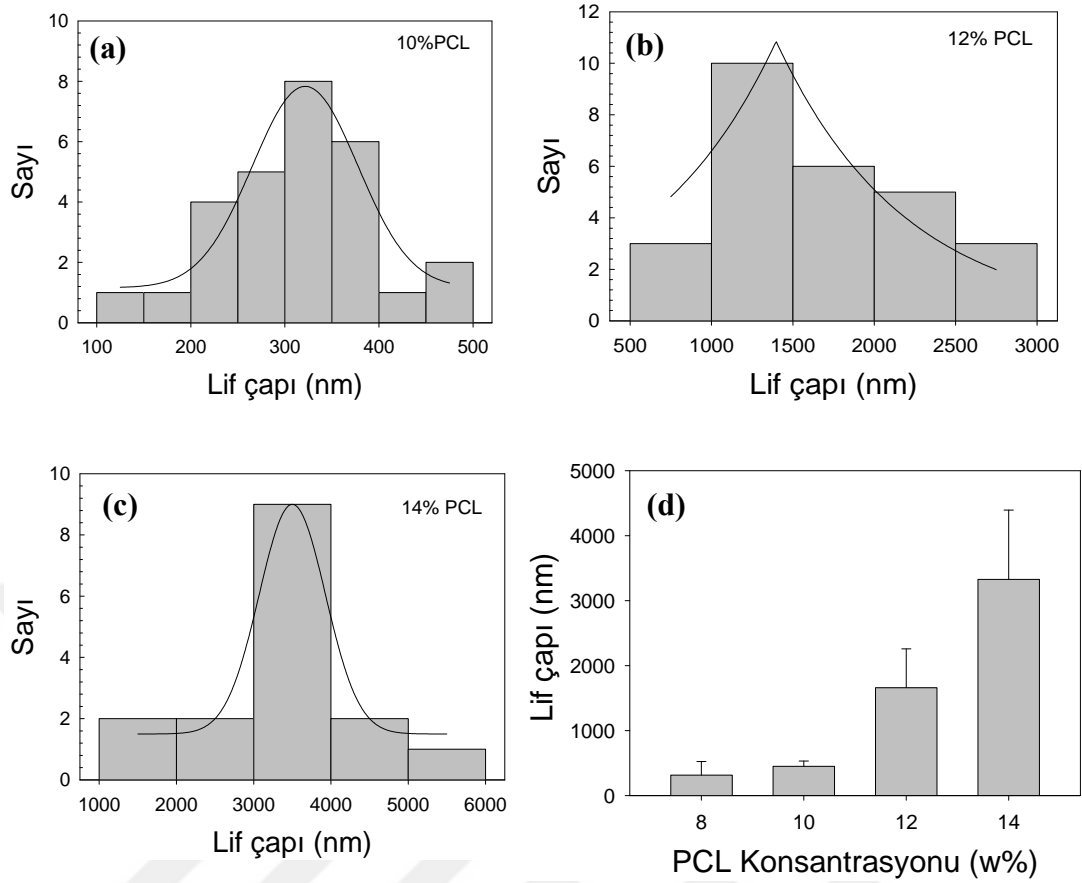 (a)
10%PCL
10
8
6
4
2
0
Sayı
100 200 300 400 500
Lif çapı (nm)
(b)
12% PCL
12
10
8
6
4
2
0
Sayı
500 1000 1500 2000 2500 3000
Lif çapı (nm)
(c)
14% PCL
10
8
6
4
2
0
Sayı
1000 2000 3000 4000 5000 6000
Lif çapı (nm)
(d)
5000
4000
3000
2000
1000
0
Lif çapı (nm)
8 10 12 14
PCL Konsantrasyonu (w%)